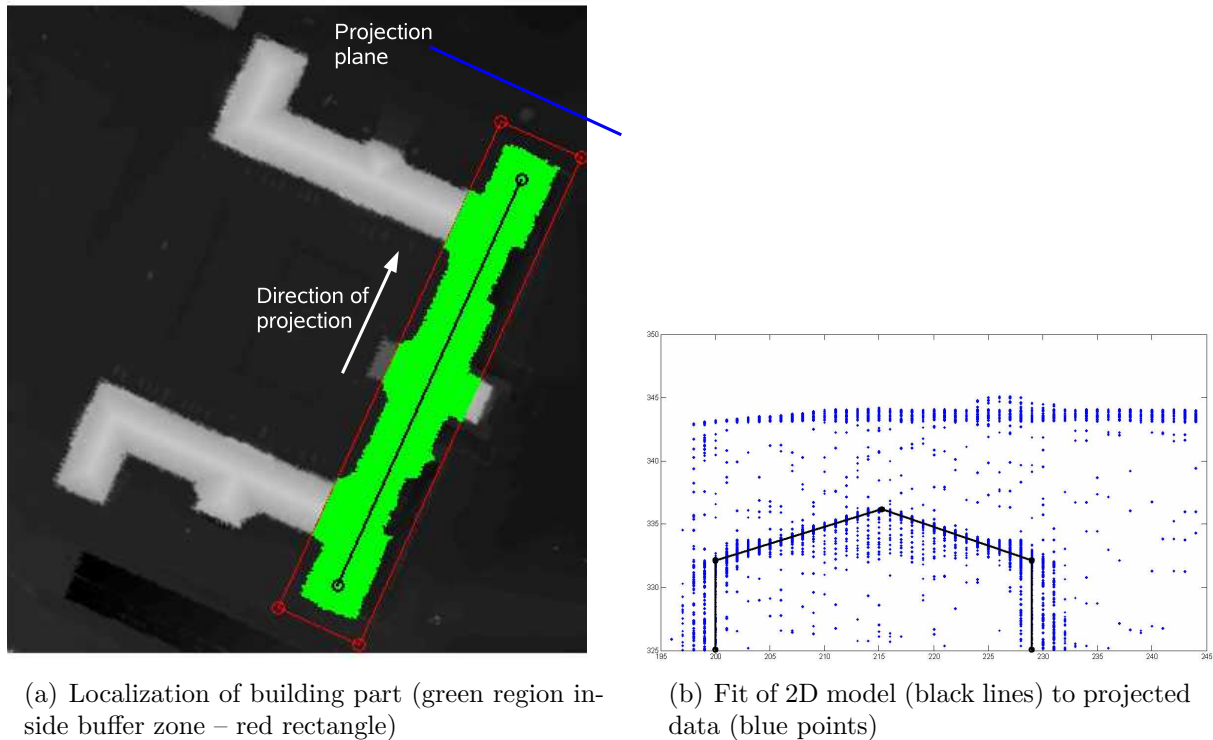 Projection
plane
Direction of
projection
350
345
340
335
330
325
195 200 205 210 215 220 225 230 235 240 245
(a) Localization of building part (green region in-
side buffer zone – red rectangle)
(b) Fit of 2D model (black lines) to projected
data (blue points)